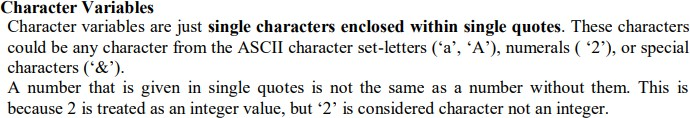 Character Variables
Character variables are just single characters enclosed within single quotes. These characters
could be any character from the ASCII character set-letters (‘a’, ‘A’), numerals ( ‘2’), or special
characters (‘&’).
A number that is given in single quotes is not the same as a number without them. This is
because 2 is treated as an integer value, but ‘2’ is considered character not an integer.